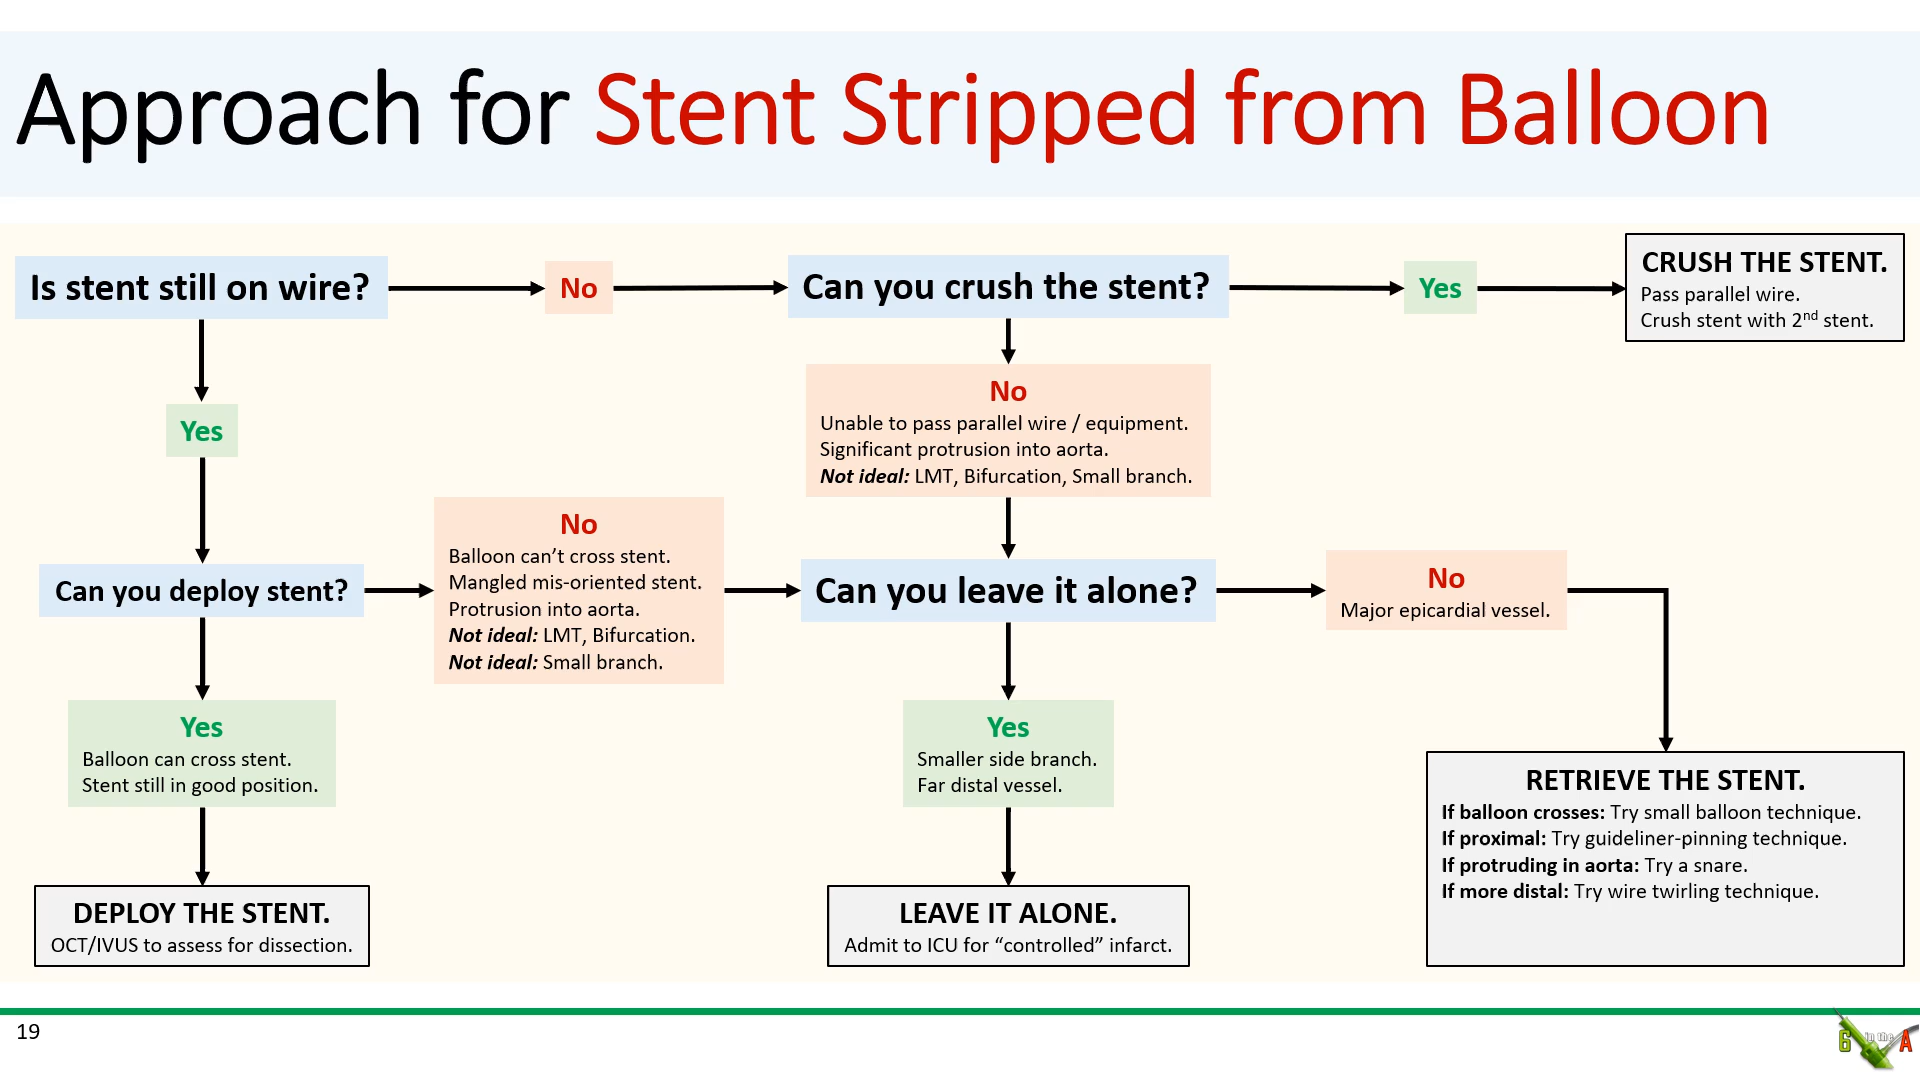 Approach for Stent Stripped from Balloon
Is stent still on wire?
No
Can you crush the stent?
Yes
CRUSH THE STENT.
Pass parallel wire.
Crush stent with 2nd stent.
No
Unable to pass parallel wire / equipment.
Significant protrusion into aorta.
Not ideal: LMT, Bifurcation, Small branch.
Yes
Can you deploy stent?
No
Balloon can’t cross stent.
Mangled mis-oriented stent.
Protrusion into aorta.
Not ideal: LMT, Bifurcation.
Not ideal: Small branch.
Can you leave it alone?
No
Major epicardial vessel.
Yes
Balloon can cross stent.
Stent still in good position.
Yes
Smaller side branch.
Far distal vessel.
RETRIEVE THE STENT.
If balloon crosses: Try small balloon technique.
If proximal: Try guideliner-pinning technique.
If protruding in aorta: Try a snare.
If more distal: Try wire twirling technique.
DEPLOY THE STENT.
OCT/IVUS to assess for dissection.
LEAVE IT ALONE.
Admit to ICU for “controlled” infarct.
19
6 in the A